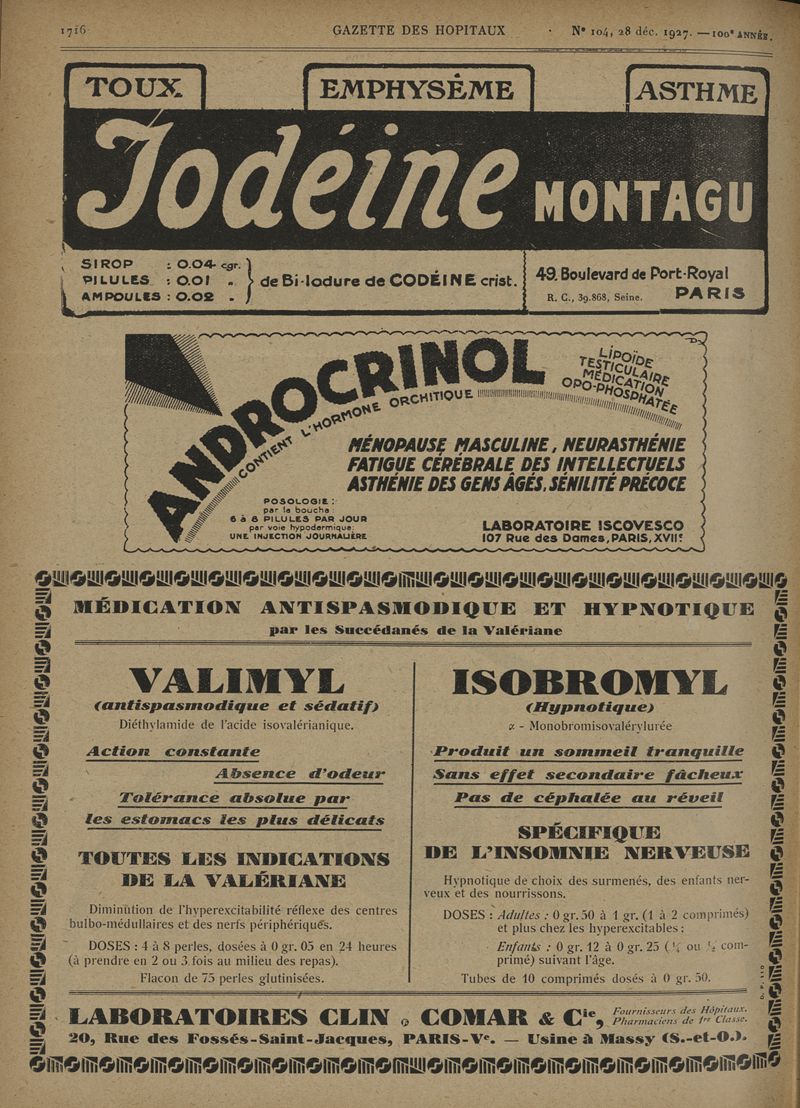 1716
GAZETTE DES HOPITAUX
N° 104, 28 déc. 1927. — 100e ANNÉE.
TOUX
EMPHYSÈME
ASTHME
Iodéine MONTAGU
SIROP : 0.04 cgr.
PILULES : 0.01 "
AMPOULES : 0.02 "
de Bi-Iodure de CODÉINE crist.
49, Boulevard de Port-Royal
R. C., 39.868, Seine. PARIS
ANDROCRINOL
CONTIENT L'HORMONE ORCHITIQUE
LIPOÏDE
TESTICULAIRE
MÉDICATION
OPO-PHOSPHATÉE
MÉNOPAUSE MASCULINE, NEURASTHÉNIE
FATIGUE CÉRÉBRALE DES INTELLECTUELS
ASTHÉNIE DES GENS ÂGÉS, SÉNILITÉ PRÉCOCE
POSOLOGIE :
par la bouche :
6 à 8 PILULES PAR JOUR
par voie hypodermique:
UNE INJECTION JOURNALIÈRE
LABORATOIRE ISCOVESCO
107 Rue des Dames, PARIS, XVIIe
MÉDICATION ANTISPASMODIQUE ET HYPNOTIQUE
par les Succédanés de la Valériane
VALIMYL
(antispasmodique et sédatif)
Diéthylamide de l'acide isovalérianique.
Action constante
Absence d'odeur
Tolérance absolue par
les estomacs les plus délicats
TOUTES LES INDICATIONS
DE LA VALÉRIANE
Diminution de l'hyperexcitabilité réflexe des centres
bulbo-médullaires et des nerfs périphériques.
DOSES : 4 à 8 perles, dosées à 0 gr. 05 en 24 heures
(à prendre en 2 ou 3 fois au milieu des repas).
Flacon de 75 perles glutinisées.
ISOBROMYL
(Hypnotique)
α - Monobromisovalérylurée
Produit un sommeil tranquille
Sans effet secondaire fâcheux
Pas de céphalée au réveil
SPÉCIFIQUE
DE L'INSOMNIE NERVEUSE
Hypnotique de choix des surmenés, des enfants ner-
veux et des nourrissons.
DOSES : Adultes : 0 gr. 50 à 1 gr. (1 à 2 comprimés)
et plus chez les hyperexcitables ;
Enfants : 0 gr. 12 à 0 gr. 25 (¼ ou ½ com-
primé) suivant l'âge.
Tubes de 10 comprimés dosés à 0 gr. 50.
LABORATOIRES CLIN, COMAR & Cie, Fournisseurs des Hôpitaux.
Pharmaciens de 1re Classe.
20, Rue des Fossés-Saint-Jacques, PARIS-Ve. — Usine à Massy (S.-et-O.).